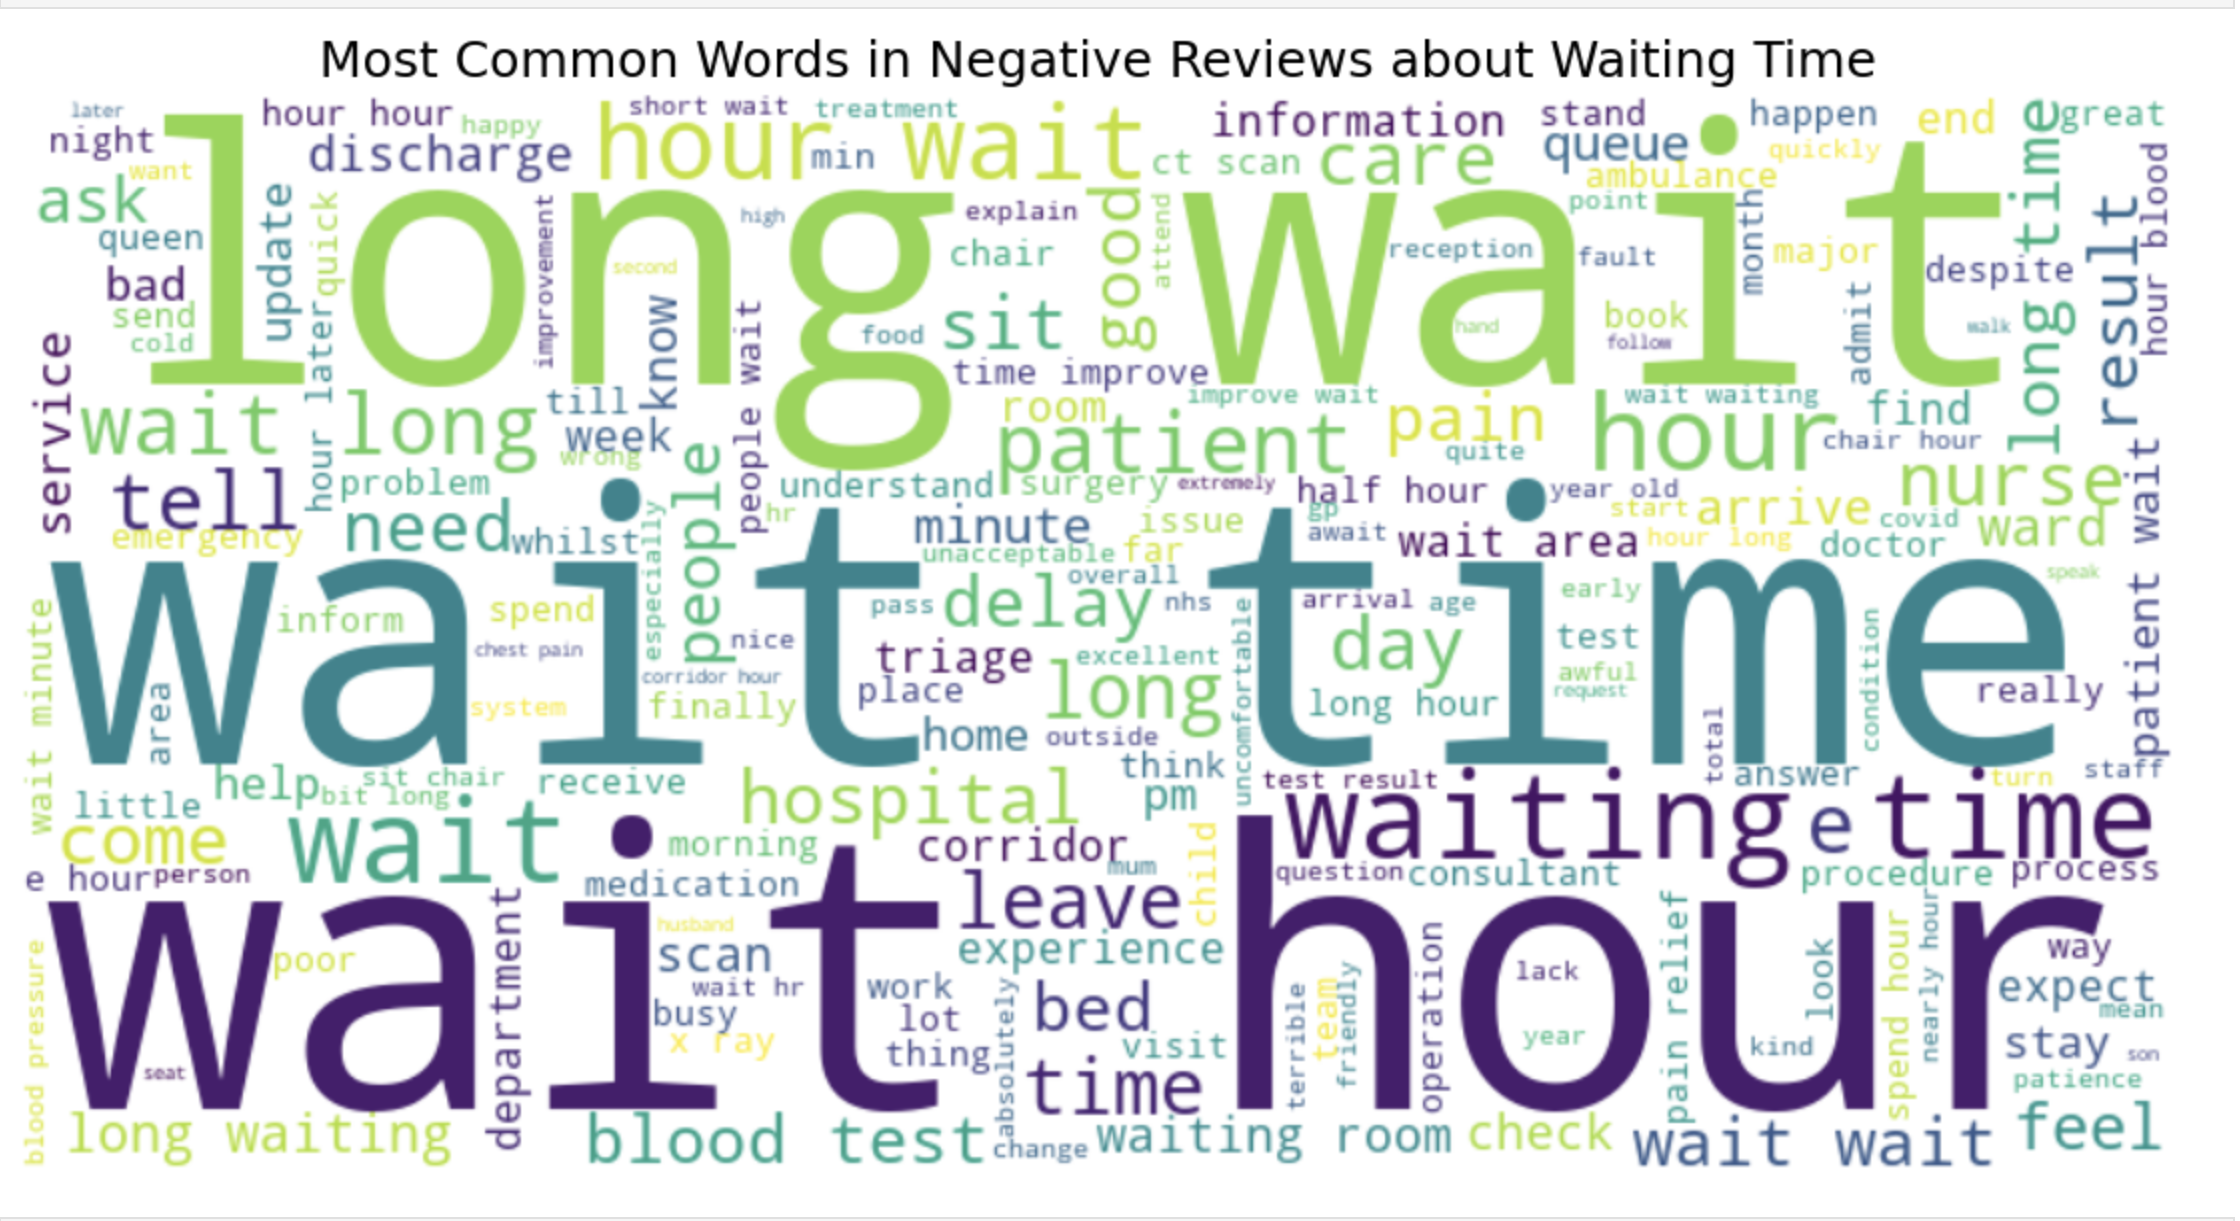 Most Common Words in Negative Reviews about Waiting Time
later
hour hour
short wait
treatment
information
stand
happen
end
great
night
happy
discharge
hour wait
min
ct scan
care
queue
quickly
ambulance
want
ask
long wait
long time
result
hour blood
queen
update
quick
improvement
high
explain
good
attend
point
month
bad
second
chair
reception
fault
major
despite
send
cold
hour later
know
people wait
food
sit
hand
book
follow
admit
walk
service
time improve
wait long
till
week
wrong
room
improve wait
patient
pain
quite
wait waiting
hour
find
chair hour
patient wait
tell
problem
people
understand
surgery
extremely
half hour
year old
nurse
emergency
need
whilst
especially
hr
minute
issue
gp
await
start
arrive
covid
ward
unacceptable
far
wait area
hour long
doctor
wait time
overall
speak
wait minute
inform
spend
pass
delay
nhs
uncomfortable
arrival
age
early
condition
chest pain
nice
triage
excellent
day
test
awful
request
area
system
corridor hour
finally
place
long
long hour
really
home
outside
total
think
help
sit chair
bit long
receive
hospital
pm
test result
answer
turn
staff
little
come
wait
morning
corridor
mum
child
waiting time
e
e hour
person
medication
leave
question
consultant
procedure
process
wait hour
department
husband
scan
experience
operation
pain relief
look
spend hour
nearly hour
way
blood pressure
poor
wait hr
work
lack
expect
busy
lot
absolutely
bed
terrible
team
friendly
mean
x ray
thing
visit
year
kind
stay
son
seat
time
patience
long waiting
blood test
change
waiting room
check
wait wait
feel